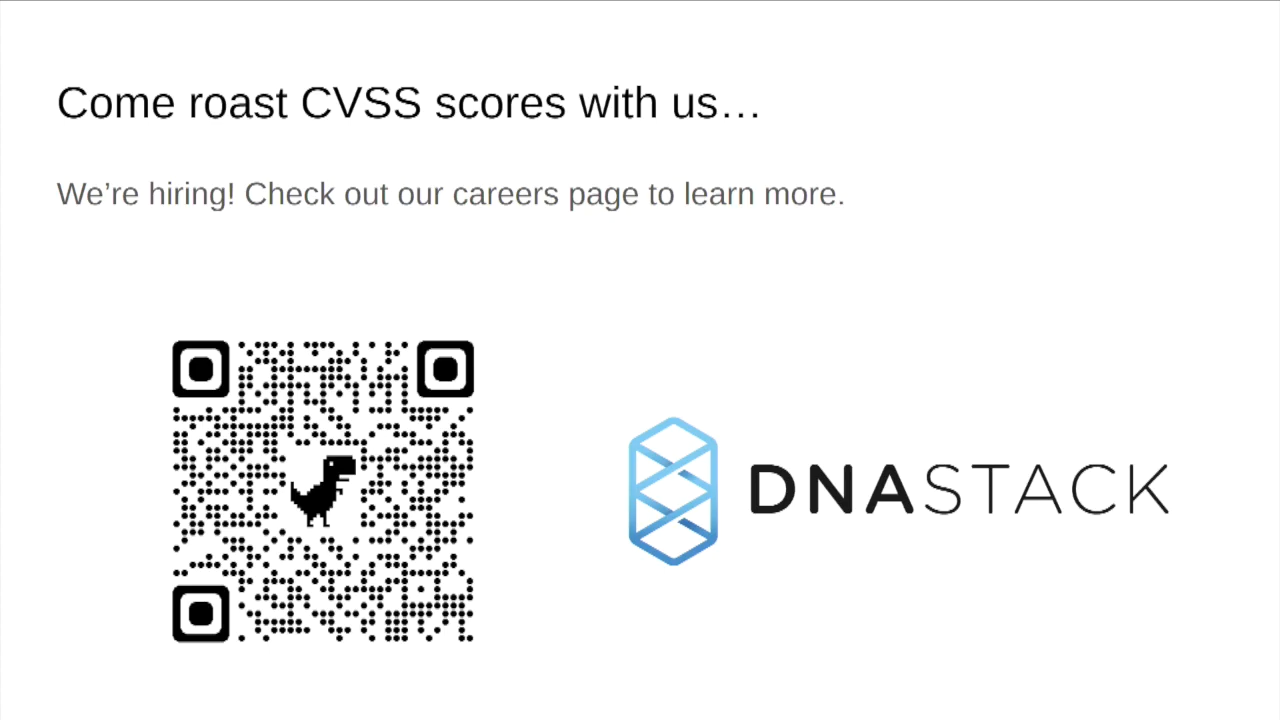 Come roast CVSS scores with us…
We’re hiring! Check out our careers page to learn more.
DNASTACK